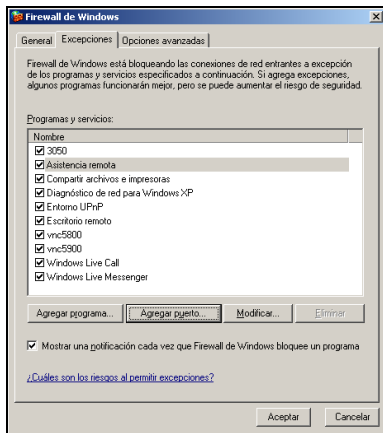 Firewall de Windows
General Excepciones Opciones avanzadas
Firewall de Windows está bloqueando las conexiones de red entrantes a excepción
de los programas y servicios especificados a continuación. Si agrega excepciones,
algunos programas funcionarán mejor, pero se puede aumentar el riesgo de seguridad.
Programas y servicios:
Nombre
3050
Asistencia remota
Compartir archivos e impresoras
Diagnóstico de red para Windows XP
Entorno UPnP
Escritorio remoto
vnc5800
vnc5900
Windows Live Call
Windows Live Messenger
Agregar programa... Agregar puerto... Modificar... Eliminar
Mostrar una notificación cada vez que Firewall de Windows bloquee un programa
¿Cuáles son los riesgos al permitir excepciones?
Aceptar Cancelar